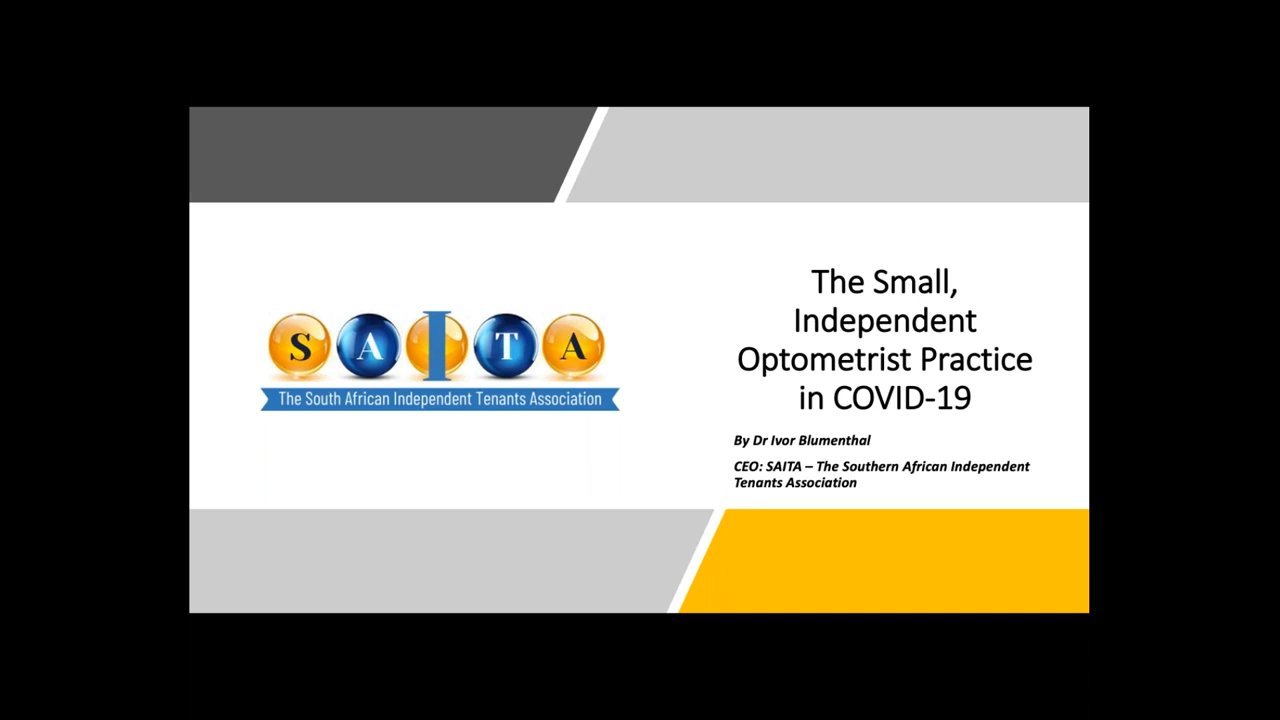 S A I T A
The South African Independent Tenants Association
The Small,
Independent
Optometrist Practice
in COVID-19
By Dr Ivor Blumenthal
CEO: SAITA – The Southern African Independent
Tenants Association